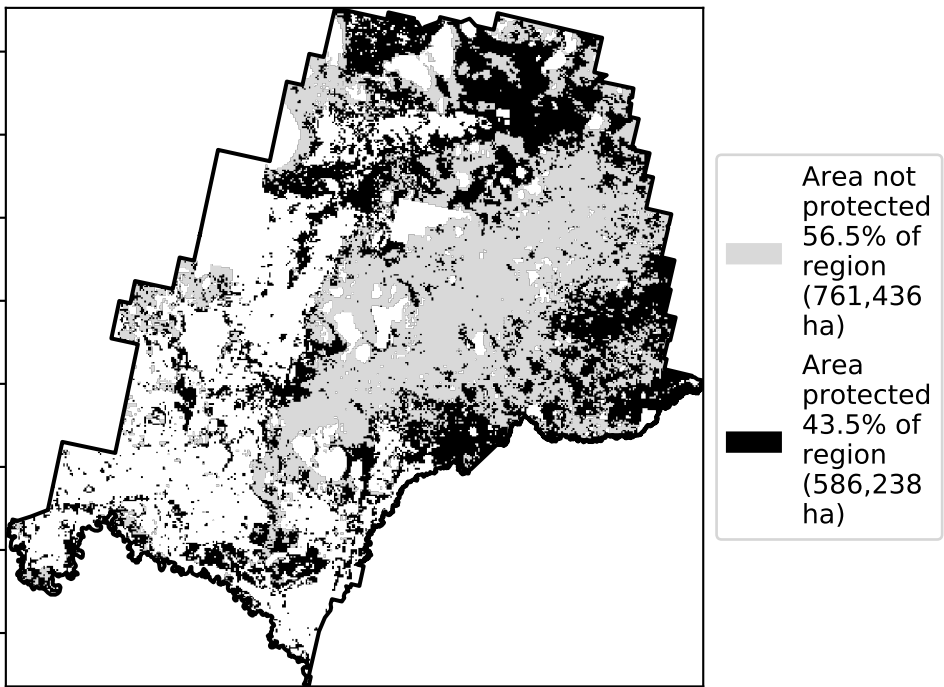 Area not
protected
56.5% of
region
(761,436
ha)
Area
protected
43.5% of
region
(586,238
ha)